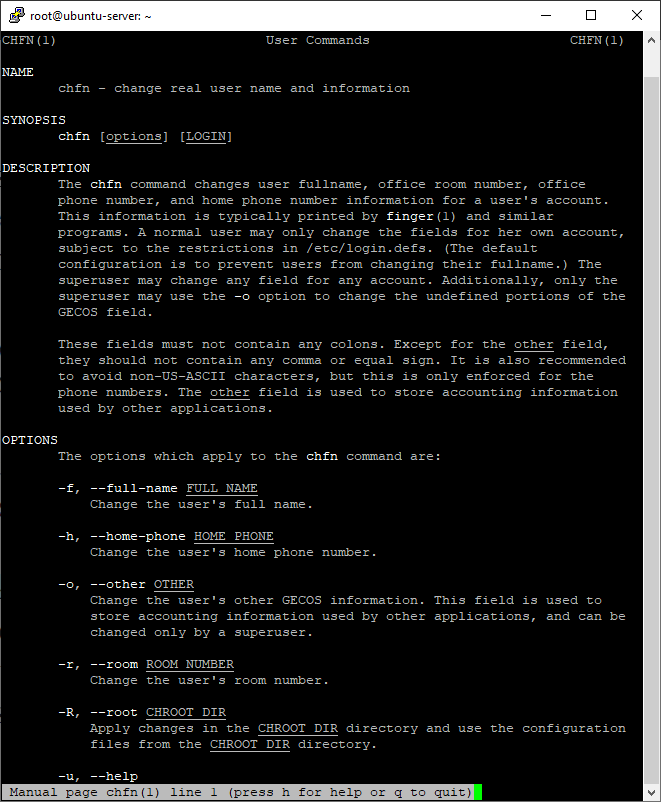 root@ubuntu-server: ~
CHFN(1) User Commands CHFN(1)
NAME
chfn - change real user name and information
SYNOPSIS
chfn [options] [LOGIN]
DESCRIPTION
The chfn command changes user fullname, office room number, office
phone number, and home phone number information for a user's account.
This information is typically printed by finger(1) and similar
programs. A normal user may only change the fields for her own account,
subject to the restrictions in /etc/login.defs. (The default
configuration is to prevent users from changing their fullname.) The
superuser may change any field for any account. Additionally, only the
superuser may use the -o option to change the undefined portions of the
GECOS field.
These fields must not contain any colons. Except for the other field,
they should not contain any comma or equal sign. It is also recommended
to avoid non-US-ASCII characters, but this is only enforced for the
phone numbers. The other field is used to store accounting information
used by other applications.
OPTIONS
The options which apply to the chfn command are:
-f, --full-name FULL_NAME
Change the user's full name.
-h, --home-phone HOME_PHONE
Change the user's home phone number.
-o, --other OTHER
Change the user's other GECOS information. This field is used to
store accounting information used by other applications, and can be
changed only by a superuser.
-r, --room ROOM_NUMBER
Change the user's room number.
-R, --root CHROOT_DIR
Apply changes in the CHROOT_DIR directory and use the configuration
files from the CHROOT_DIR directory.
-u, --help
Manual page chfn(1) line 1 (press h for help or q to quit)